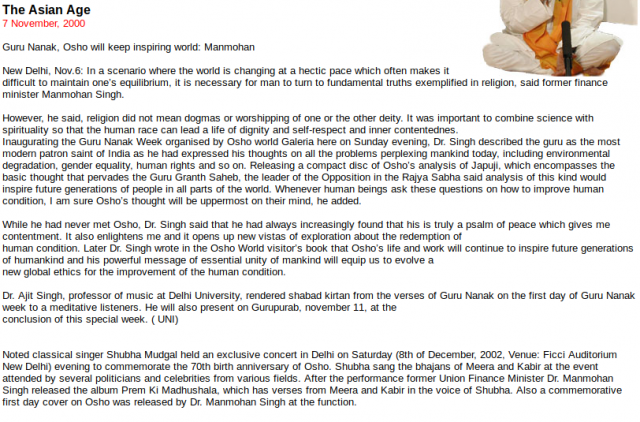 The Asian Age
7 November, 2000
Guru Nanak, Osho will keep inspiring world: Manmohan
New Delhi, Nov.6: In a scenario where the world is changing at a hectic pace which often makes it
difficult to maintain one's equilibrium, it is necessary for man to turn to fundamental truths exemplified in religion, said former finance
minister Manmohan Singh.
However, he said, religion did not mean dogmas or worshipping of one or the other deity. It was important to combine science with
spirituality so that the human race can lead a life of dignity and self-respect and inner contentednes.
Inaugurating the Guru Nanak Week organised by Osho world Galeria here on Sunday evening, Dr. Singh described the guru as the most
modern patron saint of India as he had expressed his thoughts on all the problems perplexing mankind today, including environmental
degradation, gender equality, human rights and so on. Releasing a compact disc of Osho's analysis of Japuji, which encompasses the
basic thought that pervades the Guru Granth Saheb, the leader of the Opposition in the Rajya Sabha said analysis of this kind would
inspire future generations of people in all parts of the world. Whenever human beings ask these questions on how to improve human
condition, I am sure Osho's thought will be uppermost on their mind, he added.
While he had never met Osho, Dr. Singh said that he had always increasingly found that his is truly a psalm of peace which gives me
contentment. It also enlightens me and it opens up new vistas of exploration about the redemption of
human condition. Later Dr. Singh wrote in the Osho World visitor's book that Osho's life and work will continue to inspire future generations
of humankind and his powerful message of essential unity of mankind will equip us to evolve a
new global ethics for the improvement of the human condition.
Dr. Ajit Singh, professor of music at Delhi University, rendered shabad kirtan from the verses of Guru Nanak on the first day of Guru Nanak
week to a meditative listeners. He will also present on Gurupurab, november 11, at the
conclusion of this special week. ( UNI)
Noted classical singer Shubha Mudgal held an exclusive concert in Delhi on Saturday (8th of December, 2002, Venue: Ficci Auditorium
New Delhi) evening to commemorate the 70th birth anniversary of Osho. Shubha sang the bhajans of Meera and Kabir at the event
attended by several politicians and celebrities from various fields. After the performance former Union Finance Minister Dr. Manmohan
Singh released the album Prem Ki Madhushala, which has verses from Meera and Kabir in the voice of Shubha. Also a commemorative
first day cover on Osho was released by Dr. Manmohan Singh at the function.